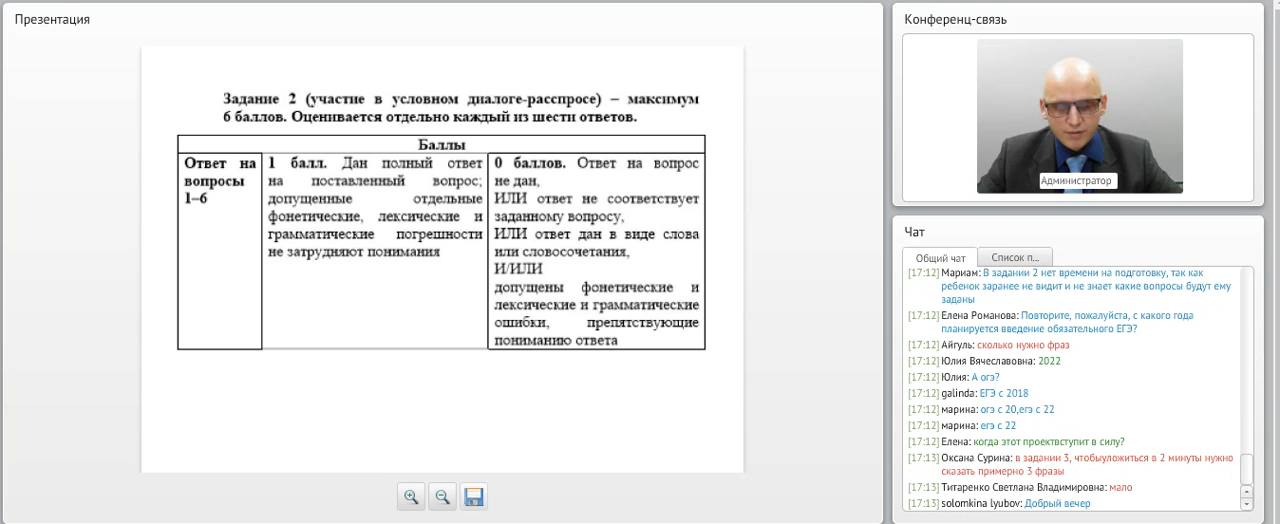 Презентация
Задание 2 (участие в условном диалоге-расспросе) – максимум
6 баллов. Оценивается отдельно каждый из шести ответов.
Баллы
Ответ на
вопросы
1–6
1 балл. Дан полный ответ
на поставленный вопрос;
допущенные отдельные
фонетические, лексические и
грамматические погрешности
не затрудняют понимания
0 баллов. Ответ на вопрос
не дан,
ИЛИ ответ не соответствует
заданному вопросу,
ИЛИ ответ дан в виде слова
или словосочетания,
И/ИЛИ
допущены фонетические и
лексические и грамматические
ошибки, препятствующие
пониманию ответа
Конференц-связь
Администратор
Чат
Общий чат
Список п...
[17:12] Мариам: В задании 2 нет времени на подготовку, так как
ребенок заранее не видит и не знает какие вопросы будут ему
заданы
[17:12] Елена Романова: Повторите, пожалуйста, с какого года
планируется введение обязательного ЕГЭ?
[17:12] Айгуль: сколько нужно фраз
[17:12] Юлия Вячеславовна: 2022
[17:12] Юлия: А огэ?
[17:12] galinda: ЕГЭ с 2018
[17:12] марина: огэ с 20,егэ с 22
[17:12] марина: егэ с 22
[17:12] Елена: когда этот проектвступит в силу?
[17:13] Оксана Сурина: в задании 3, чтобыуложиться в 2 минуты нужно
сказать примерно 3 фразы
[17:13] Титаренко Светлана Владимировна: мало
[17:13] solomkina lyubov: Добрый вечер